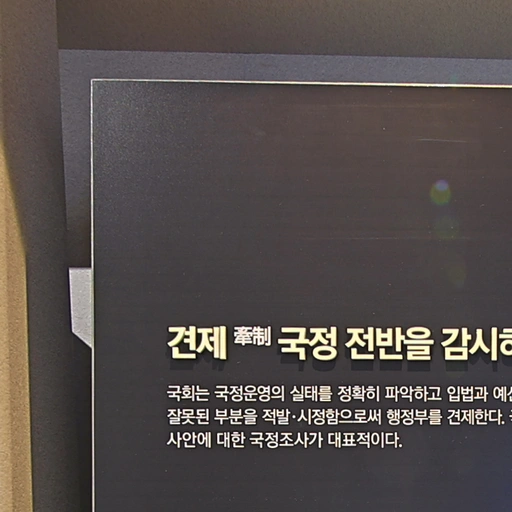 견제 牽制 국정 전반을 감시
국회는 국정운영의 실태를 정확히 파악하고 입법과
잘못된 부분을 적발·시정함으로써 행정부를 견제한다.
사안에 대한 국정조사가 대표적이다.